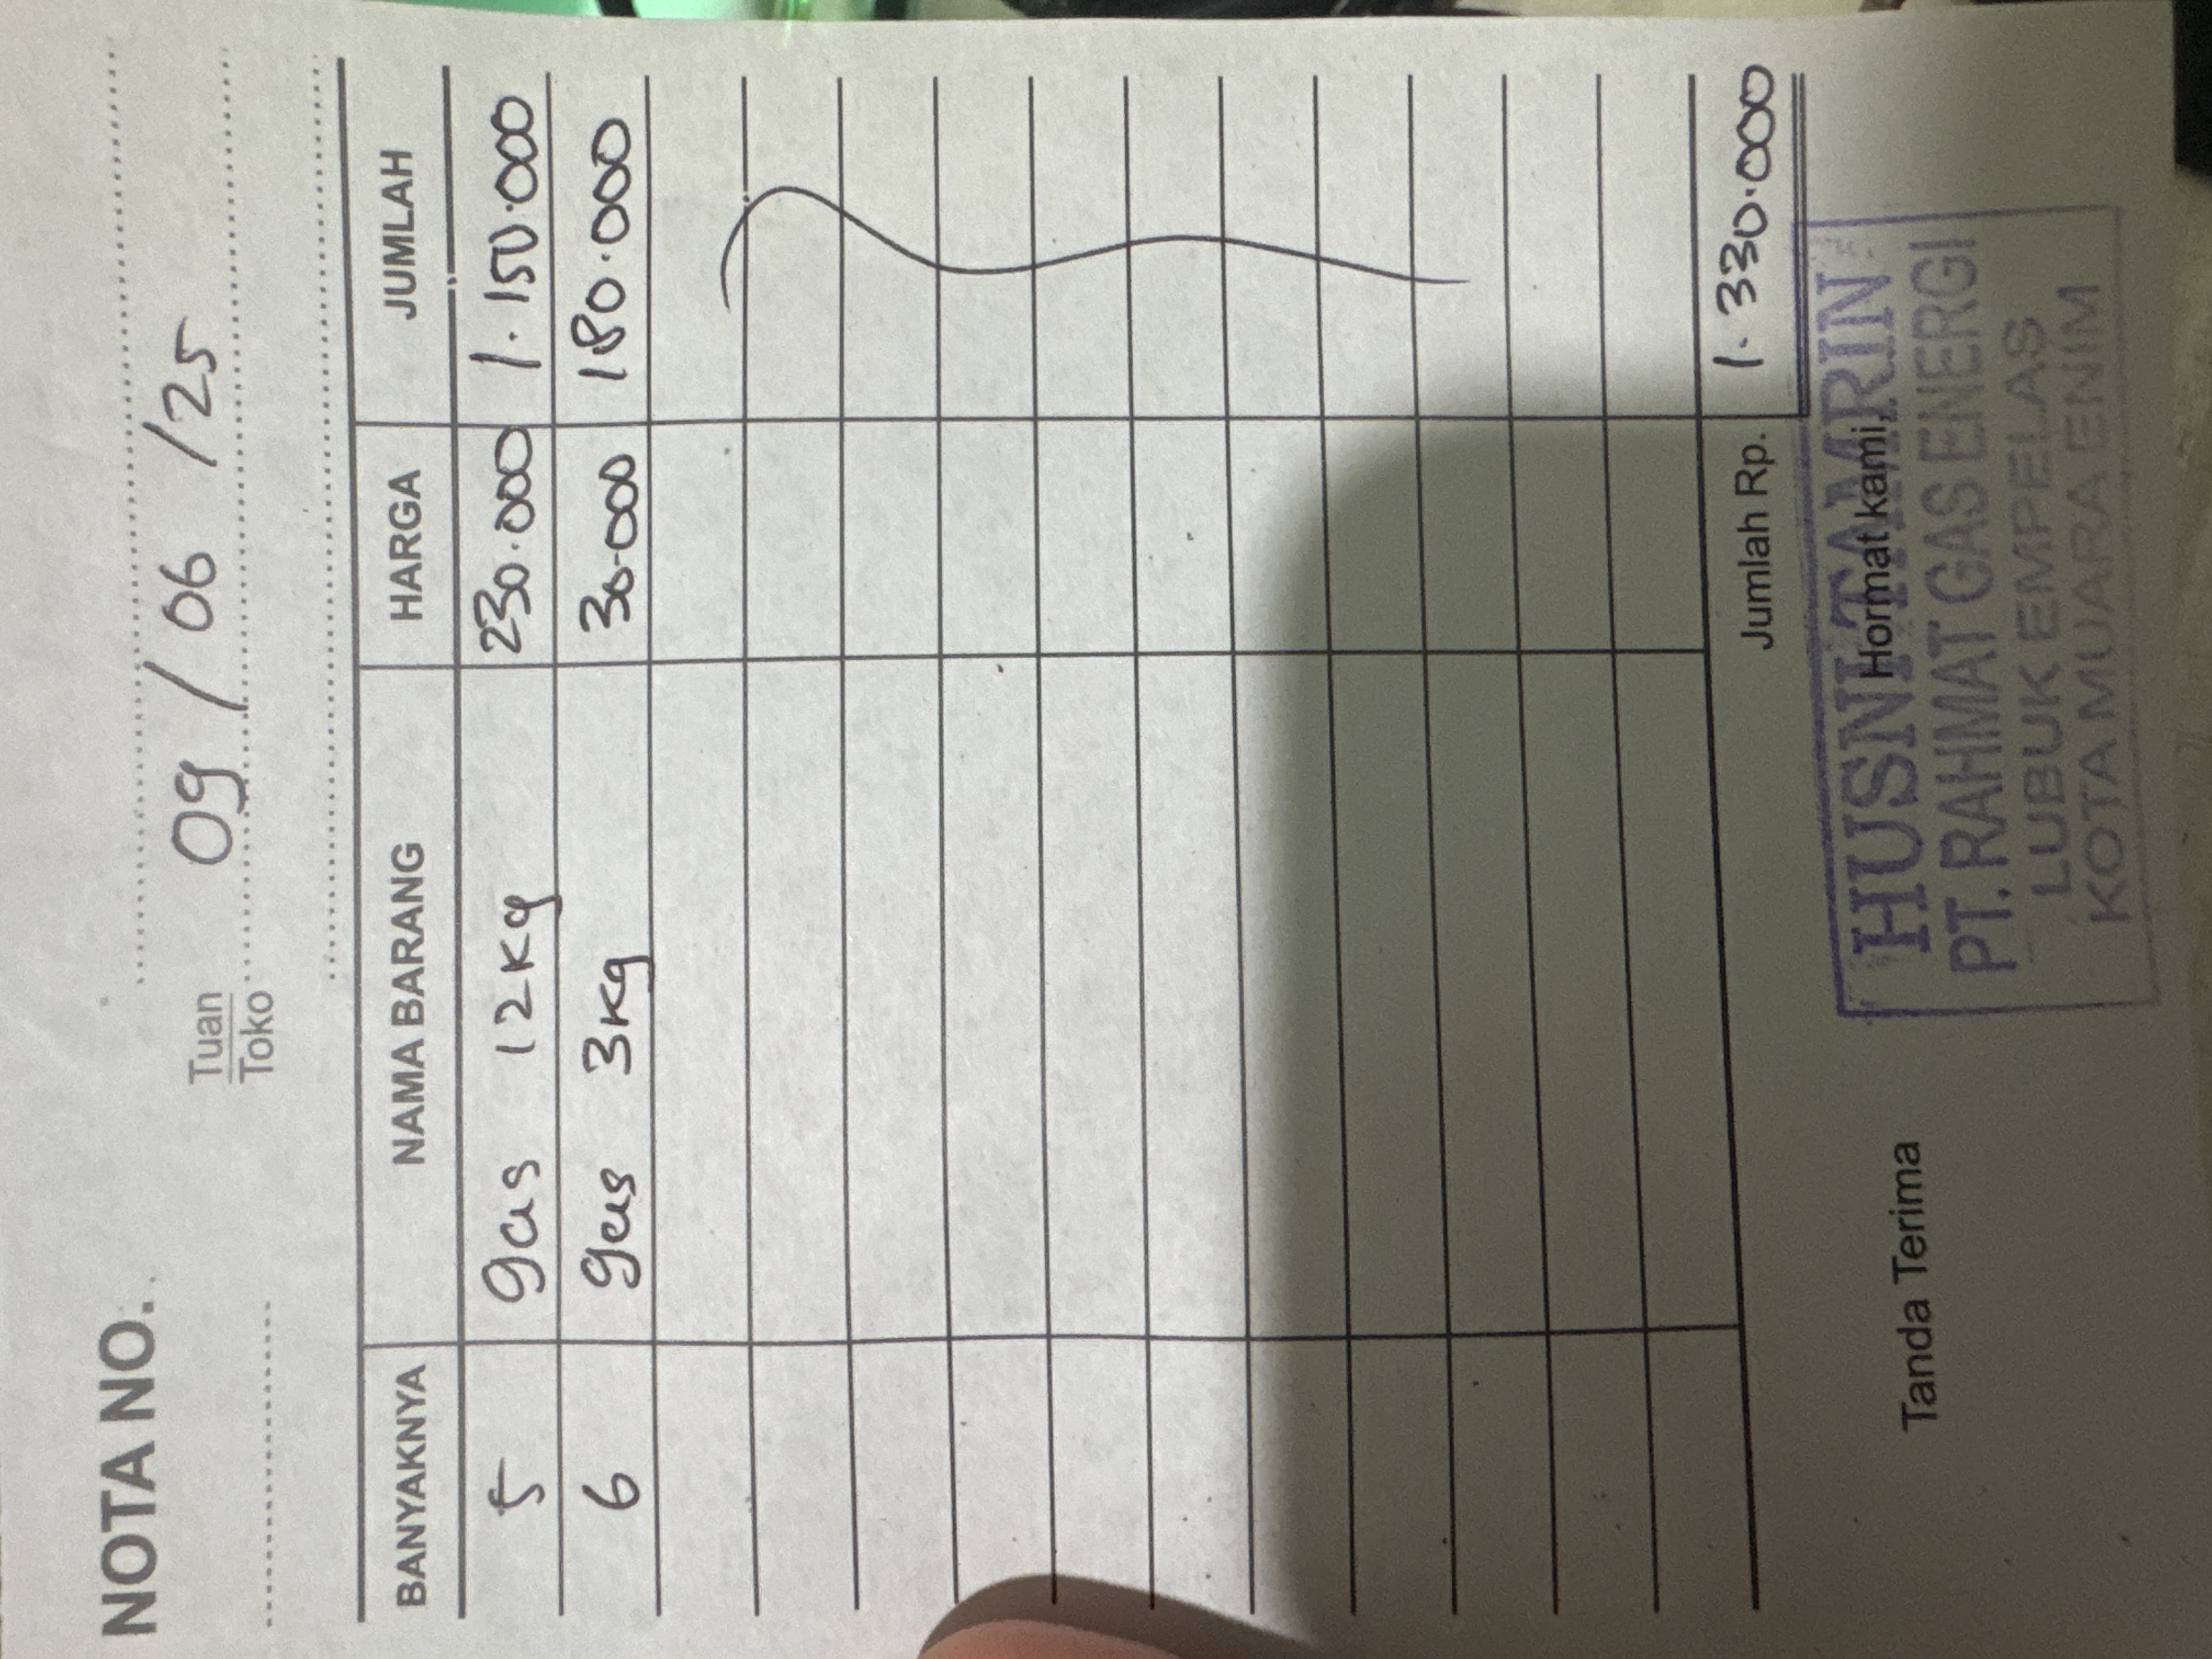 NOTA NO.
09 / 06 / 25
Tuan
Toko
BANYAKNYA NAMA BARANG HARGA JUMLAH
5 gas 12kg 230.000 1.150.000
6 gas 3kg 30.000 180.000
Jumlah Rp. 1.330.000
Tanda Terima Hormat kami,
HUSNI TAMRIN
PT. RAHMAT GAS ENERGI
LUBUK EMPELAS
KOTA MUARA ENIM